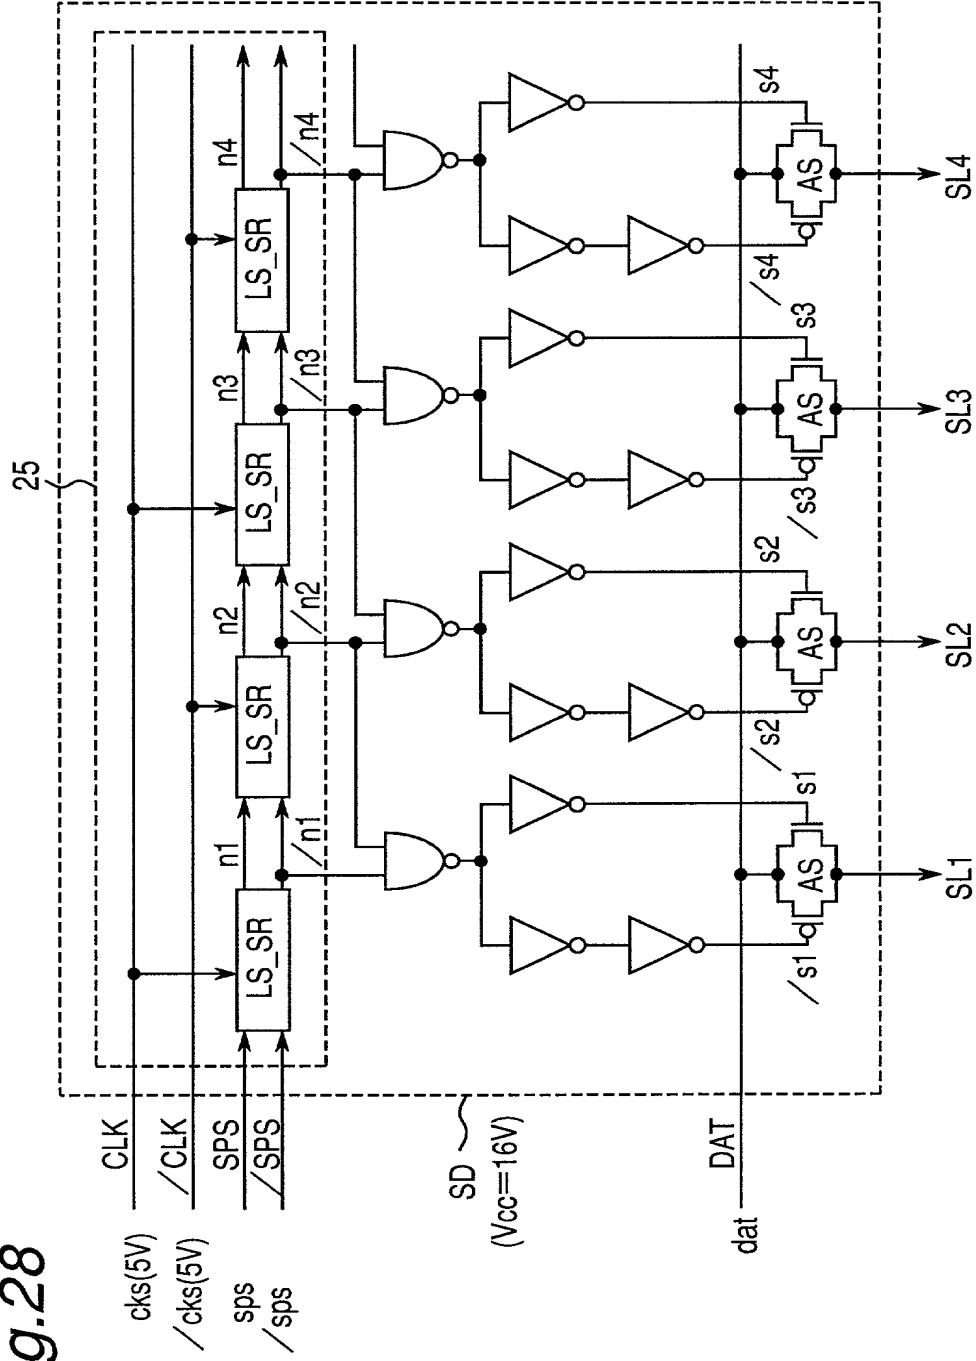 g.28
25
cks(5V)
CLK
/cks(5V)
/CLK
sps
SPS
/sps
/SPS
LS_SR
n1
/n1
LS_SR
n2
/n2
LS_SR
n3
/n3
LS_SR
n4
/n4
SD
(Vcc=16V)
dat
DAT
/s1
s1
/s2
s2
/s3
s3
/s4
s4
AS
AS
AS
AS
SL1
SL2
SL3
SL4